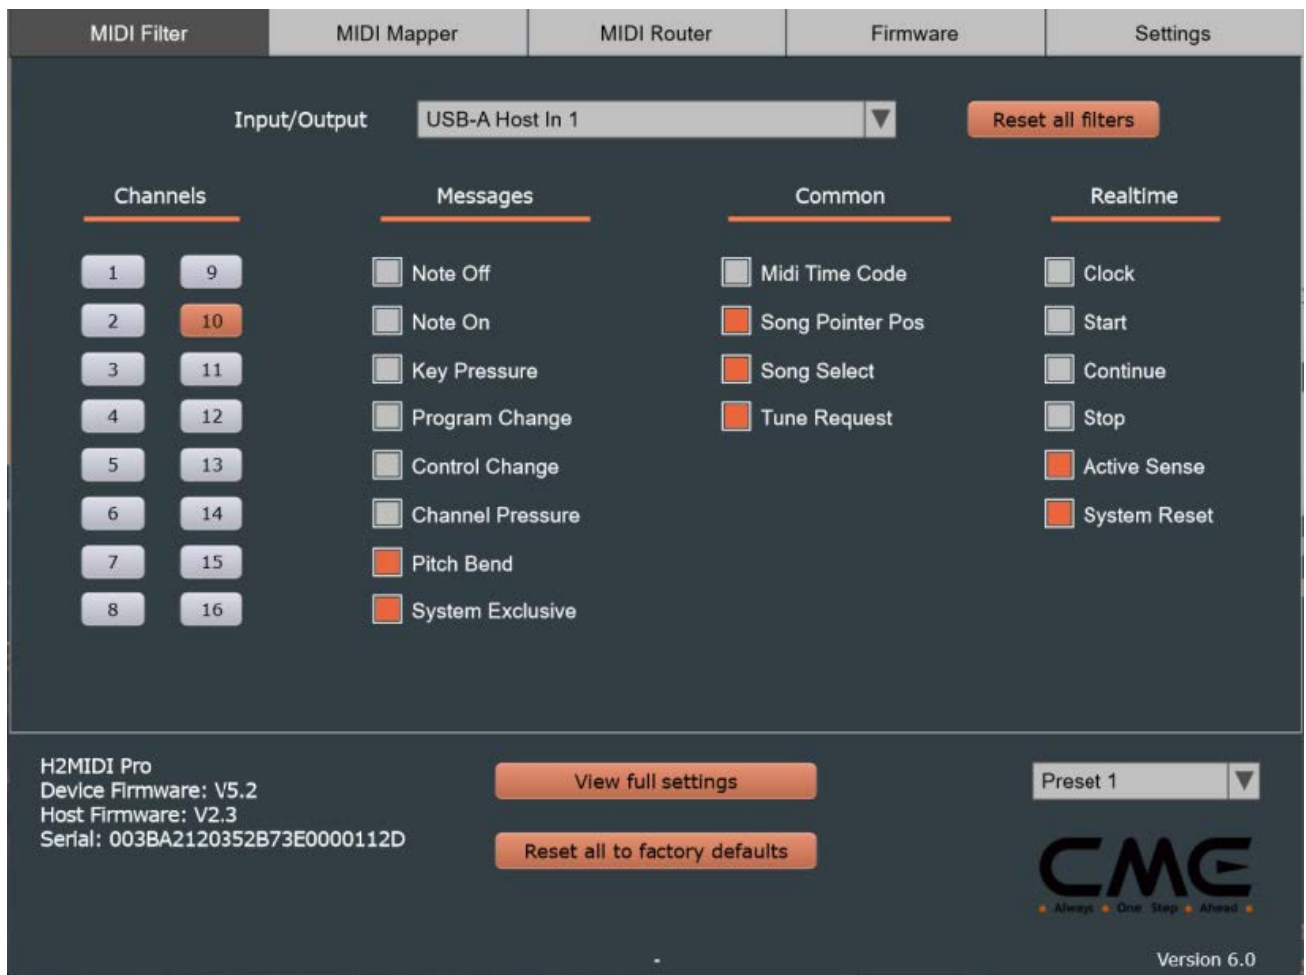 MIDI Filter MIDI Mapper MIDI Router Firmware Settings
Input/Output USB-A Host In 1 Reset all filters
Channels Messages Common Realtime
1 9 Note Off Midi Time Code Clock
2 10 Note On Song Pointer Pos Start
3 11 Key Pressure Song Select Continue
4 12 Program Change Tune Request Stop
5 13 Control Change Active Sense
6 14 Channel Pressure System Reset
7 15 Pitch Bend
8 16 System Exclusive
H2MIDI Pro
Device Firmware: V5.2
Host Firmware: V2.3
Serial: 003BA2120352B73E0000112D
View full settings
Reset all to factory defaults
Preset 1
CME
Always One Step Ahead
-
Version 6.0